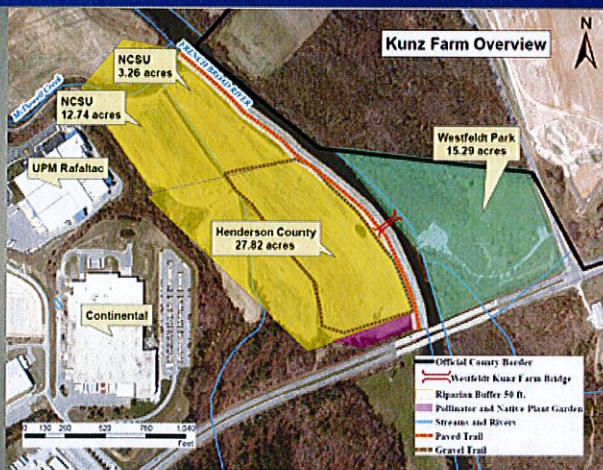 Kunz Farm Overview
N
NCSU
3.26 acres
FRENCH BROAD RIVER
McDowell Creek
NCSU
12.74 acres
Westfeldt Park
15.29 acres
UPM Rafaltac
Henderson County
27.82 acres
Continental
Official County Border
Westfeldt Kunz Farm Bridge
Riparian Buffer 50 ft.
Pollinator and Native Plant Garden
Streams and Rivers
Paved Trail
Gravel Trail
0 130 260 520 780 1,040
Feet